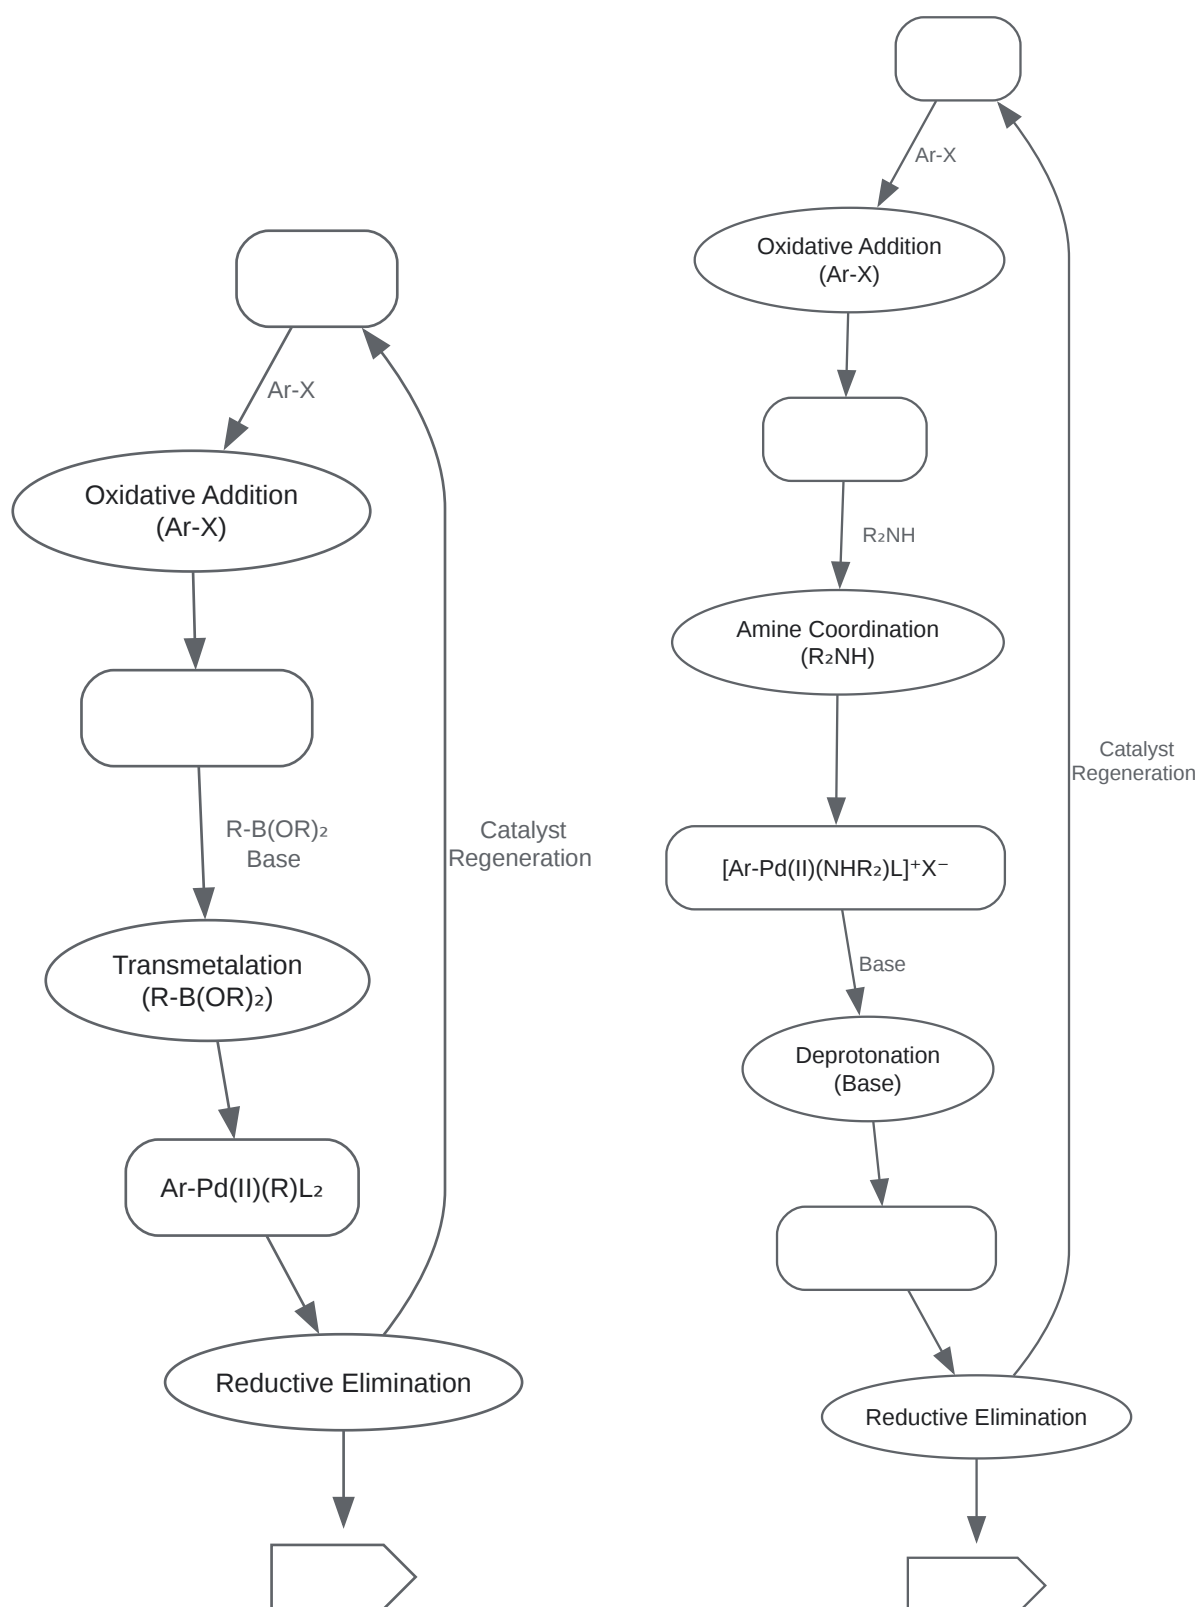 Ar-X
Oxidative Addition
(Ar-X)
R-B(OR)₂
Base
Transmetalation
(R-B(OR)₂)
Ar-Pd(II)(R)L₂
Reductive Elimination
Catalyst
Regeneration
Ar-X
Oxidative Addition
(Ar-X)
R₂NH
Amine Coordination
(R₂NH)
[Ar-Pd(II)(NHR₂)L]⁺X⁻
Base
Deprotonation
(Base)
Reductive Elimination
Catalyst
Regeneration